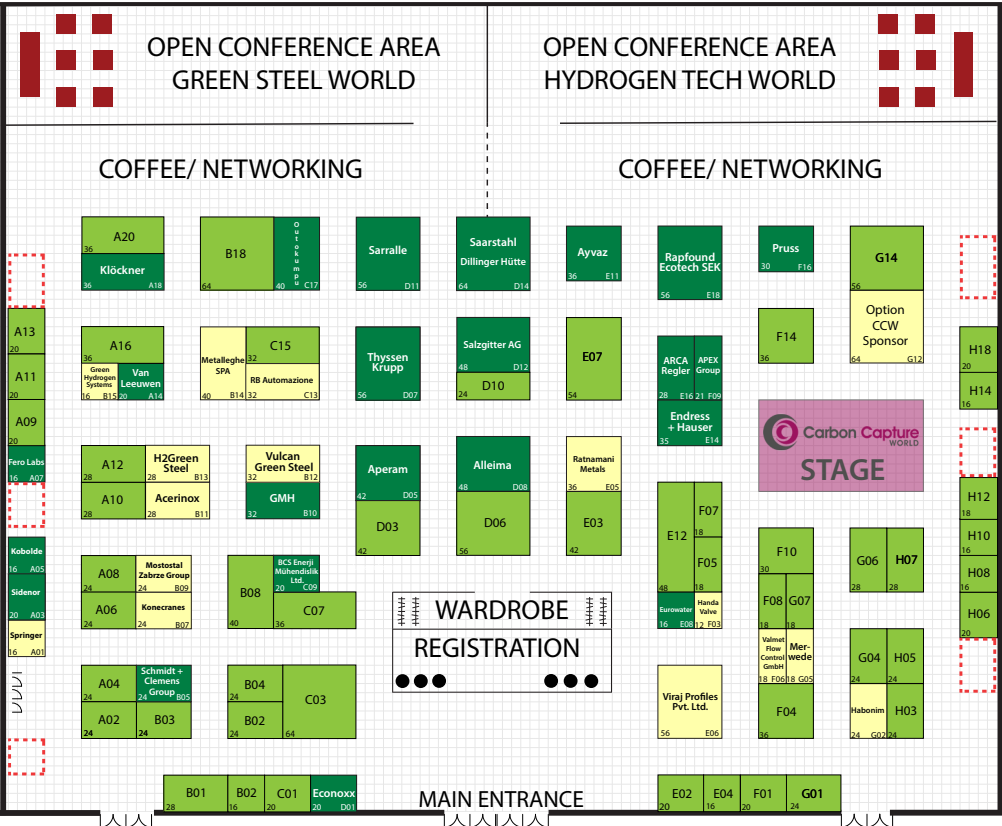 OPEN CONFERENCE AREA
GREEN STEEL WORLD
OPEN CONFERENCE AREA
HYDROGEN TECH WORLD
COFFEE/ NETWORKING
COFFEE/ NETWORKING
A20
36
Klöckner
36 A18
B18
64
Outokumpu
40 C17
Sarralle
56 D11
Saarstahl
Dillinger Hütte
64 D14
Ayvaz
36 E11
Rapfound
Ecotech SEK
56 E18
Pruss
30 F16
G14
56
Option
CCW
Sponsor
64 G12
A13
20
A11
20
A09
20
Fero Labs
16 A07
A16
36
Green
Hydrogen
Systems
16 B15
Van
Leeuwen
20 A14
Metalleghe
SPA
40 B14
C15
32
RB Automazione
32 C13
Thyssen
Krupp
56 D07
Salzgitter AG
48 D12
D10
24
E07
54
ARCA
Regler
28 E16
APEX
Group
21 F09
Endress
+ Hauser
35 E14
F14
36
H18
20
H14
16
Carbon Capture
WORLD
STAGE
A12
28
H2Green
Steel
28 B13
A10
28
Acerinox
28 B11
Vulcan
Green Steel
32 B12
GMH
32 B10
Aperam
42 D05
D03
42
Alleima
48 D08
D06
56
Ratnamani
Metals
36 E05
E03
42
E12
48
F07
18
F05
18
Eurowater
16 E08
Handa
Valve
12 F03
F10
30
F08
18
G07
18
Valmet
Flow
Control
GmbH
18 F06
Mer-
wede
18 G05
F04
36
G06
28
H07
28
H12
18
H10
16
H08
16
H06
20
Kobolde
16 A05
Sidenor
20 A03
Springer
16 A01
A08
24
Mostostal
Zabrze Group
24 B09
A06
24
Konecranes
24 B07
B08
40
BCS Enerji
Mühendislik
Ltd.
20 C09
C07
36
WARDROBE
REGISTRATION
A04
24
Schmidt +
Clemens
Group
24 B05
A02
24
B03
24
B04
24
B02
24
C03
64
Viraj Profiles
Pvt. Ltd.
56 E06
G04
24
H05
24
Habonim
24 G02
H03
24
B01
28
B02
16
C01
20
Econoxx
20 D01
MAIN ENTRANCE
E02
20
E04
16
F01
20
G01
24